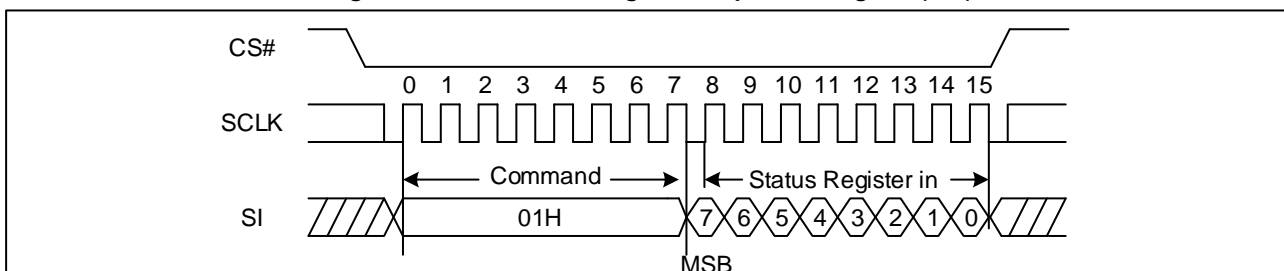 CS#
0 1 2 3 4 5 6 7 8 9 10 11 12 13 14 15
SCLK
Command Status Register in
SI 01H 7 6 5 4 3 2 1 0
MSB